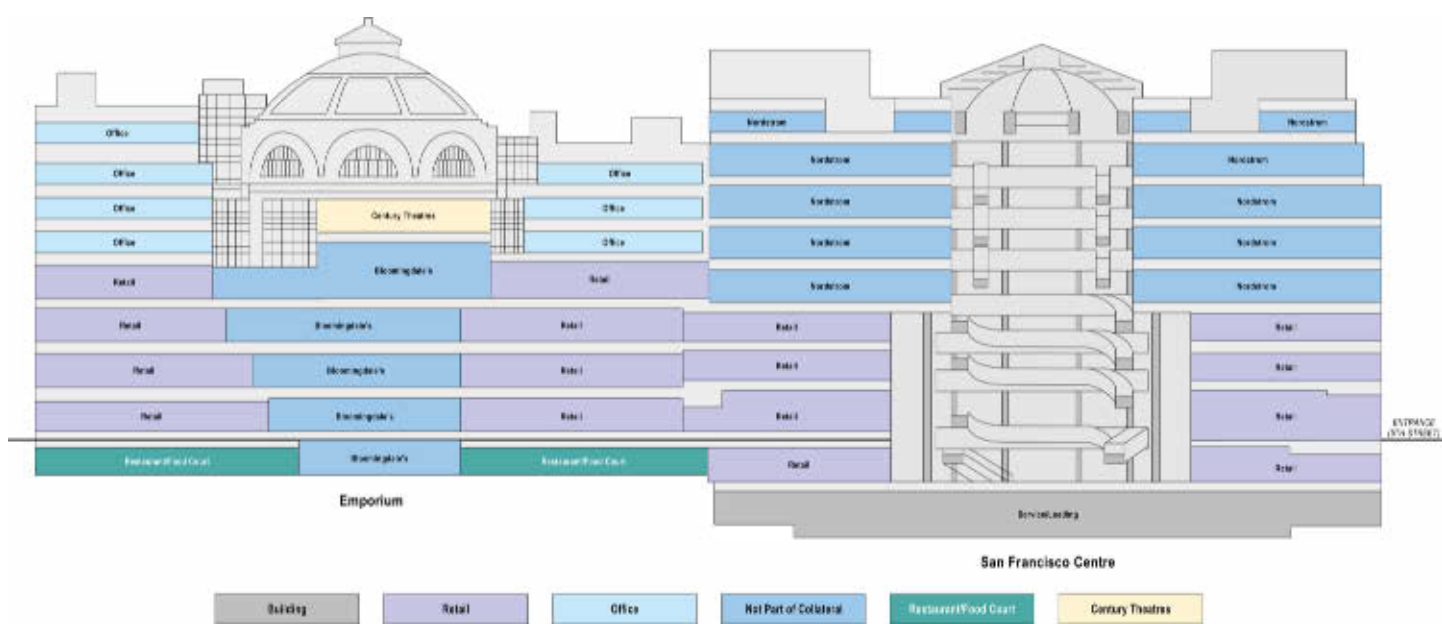 Nordstrom
Nordstrom
Office
Nordstrom
Nordstrom
Office
Office
Century Theatres
Nordstrom
Nordstrom
Office
Office
Office
Office
Nordstrom
Nordstrom
Bloomingdale's
Retail
Retail
Nordstrom
Nordstrom
Retail
Bloomingdale's
Retail
Retail
Retail
Retail
Bloomingdale's
Retail
Retail
Retail
Retail
Bloomingdale's
Retail
Retail
Retail
ENTRANCE
(5TH STREET)
Restaurant/Food Court
Bloomingdale's
Restaurant/Food Court
Retail
Retail
Emporium
Service/Loading
San Francisco Centre
Building
Retail
Office
Not Part of Collateral
Restaurant/Food Court
Century Theatres